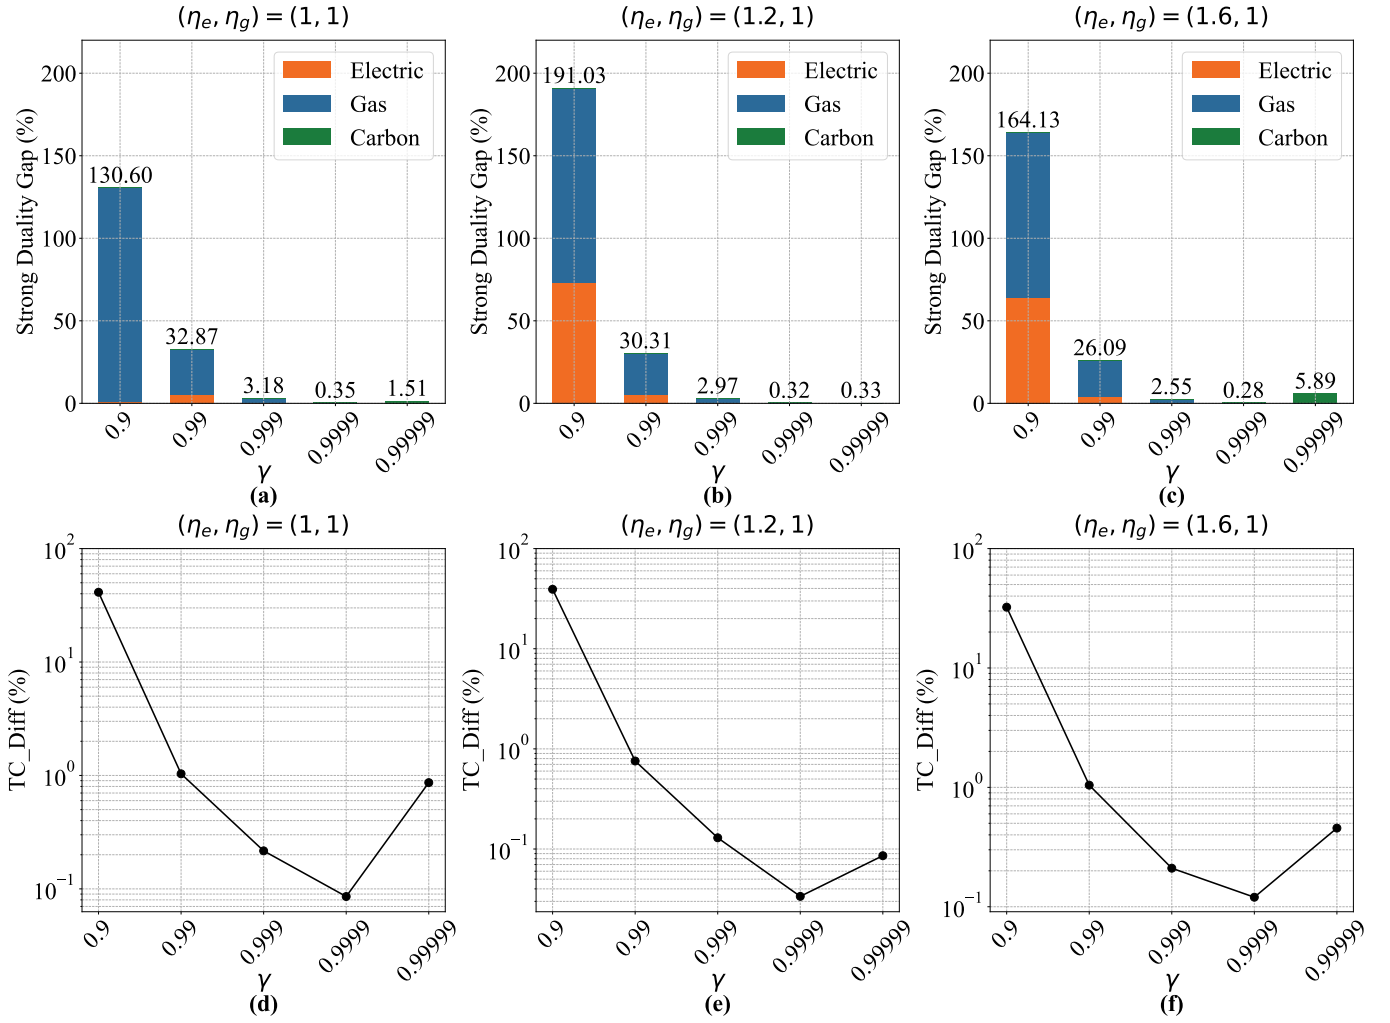 (ηe, ηg) = (1, 1)
Strong Duality Gap (%)
200
150
100
50
0
Electric
Gas
Carbon
130.60
32.87
3.18
0.35
1.51
0.9
0.99
0.999
0.9999
0.99999
γ
(a)
(ηe, ηg) = (1.2, 1)
Strong Duality Gap (%)
200
150
100
50
0
Electric
Gas
Carbon
191.03
30.31
2.97
0.32
0.33
0.9
0.99
0.999
0.9999
0.99999
γ
(b)
(ηe, ηg) = (1.6, 1)
Strong Duality Gap (%)
200
150
100
50
0
Electric
Gas
Carbon
164.13
26.09
2.55
0.28
5.89
0.9
0.99
0.999
0.9999
0.99999
γ
(c)
(ηe, ηg) = (1, 1)
TC_Diff (%)
10²
10¹
10⁰
10⁻¹
0.9
0.99
0.999
0.9999
0.99999
γ
(d)
(ηe, ηg) = (1.2, 1)
TC_Diff (%)
10²
10¹
10⁰
10⁻¹
0.9
0.99
0.999
0.9999
0.99999
γ
(e)
(ηe, ηg) = (1.6, 1)
TC_Diff (%)
10²
10¹
10⁰
10⁻¹
0.9
0.99
0.999
0.9999
0.99999
γ
(f)